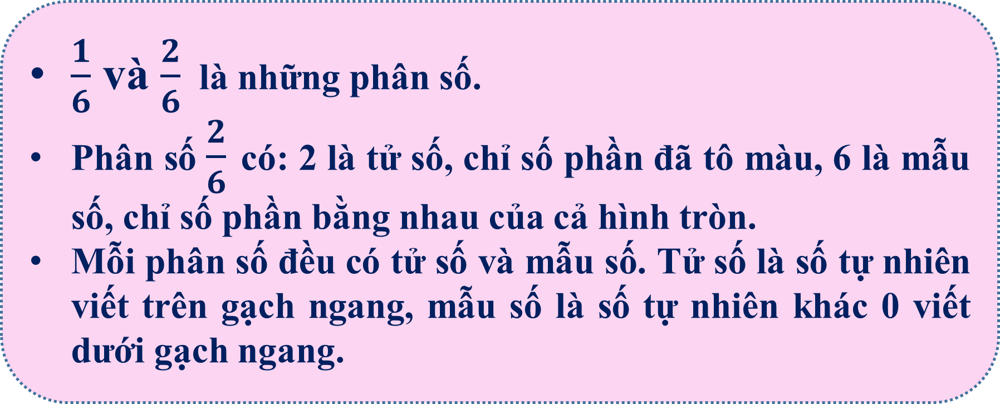 • 1/6 và 2/6 là những phân số.
• Phân số 2/6 có: 2 là tử số, chỉ số phần đã tô màu, 6 là mẫu
số, chỉ số phần bằng nhau của cả hình tròn.
• Mỗi phân số đều có tử số và mẫu số. Tử số là số tự nhiên
viết trên gạch ngang, mẫu số là số tự nhiên khác 0 viết
dưới gạch ngang.